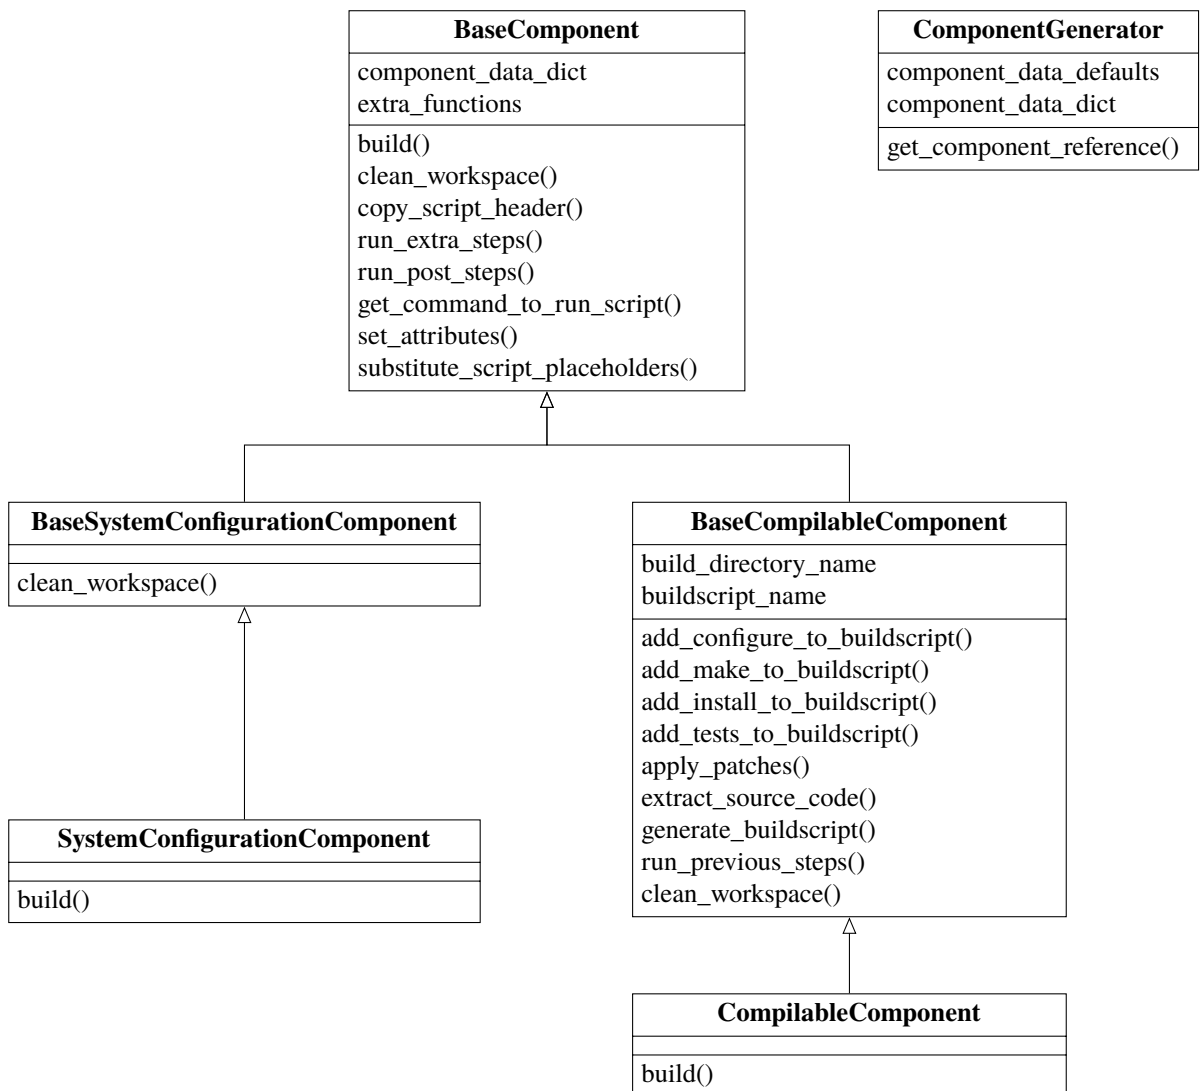 BaseComponent
component_data_dict
extra_functions
build()
clean_workspace()
copy_script_header()
run_extra_steps()
run_post_steps()
get_command_to_run_script()
set_attributes()
substitute_script_placeholders()
ComponentGenerator
component_data_defaults
component_data_dict
get_component_reference()
BaseSystemConfigurationComponent
clean_workspace()
BaseCompilableComponent
build_directory_name
buildscript_name
add_configure_to_buildscript()
add_make_to_buildscript()
add_install_to_buildscript()
add_tests_to_buildscript()
apply_patches()
extract_source_code()
generate_buildscript()
run_previous_steps()
clean_workspace()
SystemConfigurationComponent
build()
CompilableComponent
build()